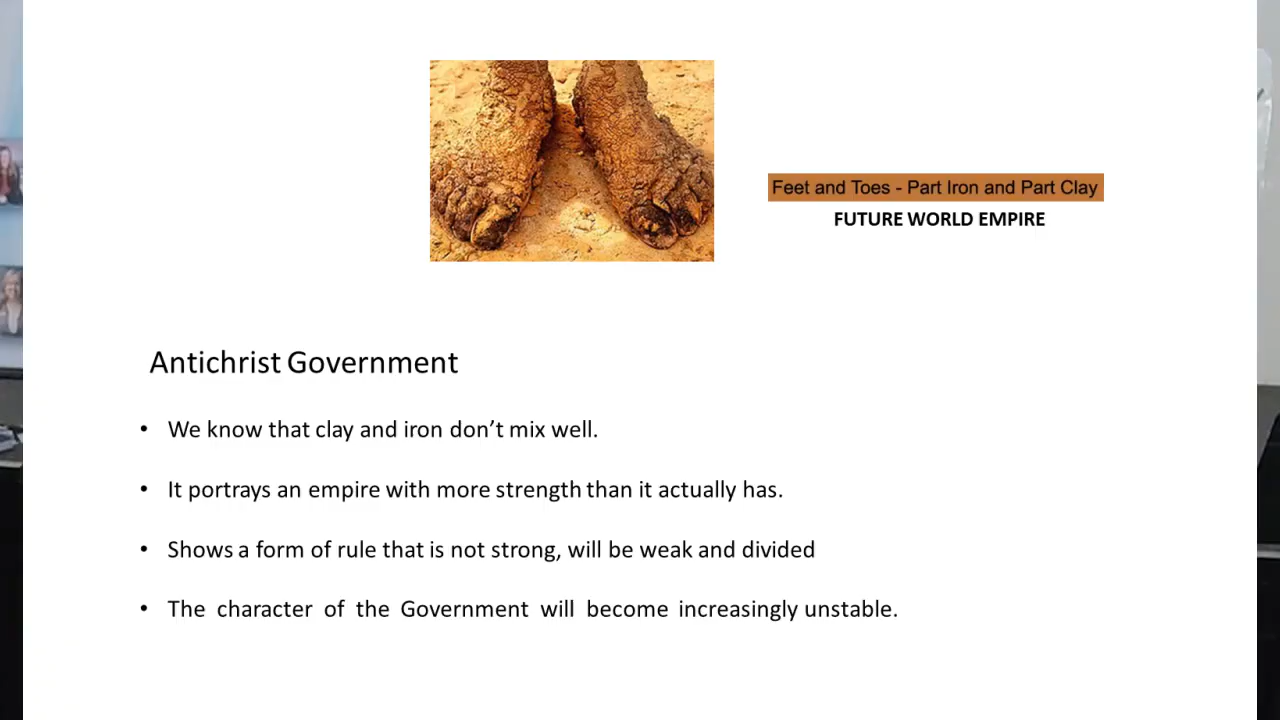 Feet and Toes - Part Iron and Part Clay
FUTURE WORLD EMPIRE
Antichrist Government
• We know that clay and iron don’t mix well.
• It portrays an empire with more strength than it actually has.
• Shows a form of rule that is not strong, will be weak and divided
• The character of the Government will become increasingly unstable.